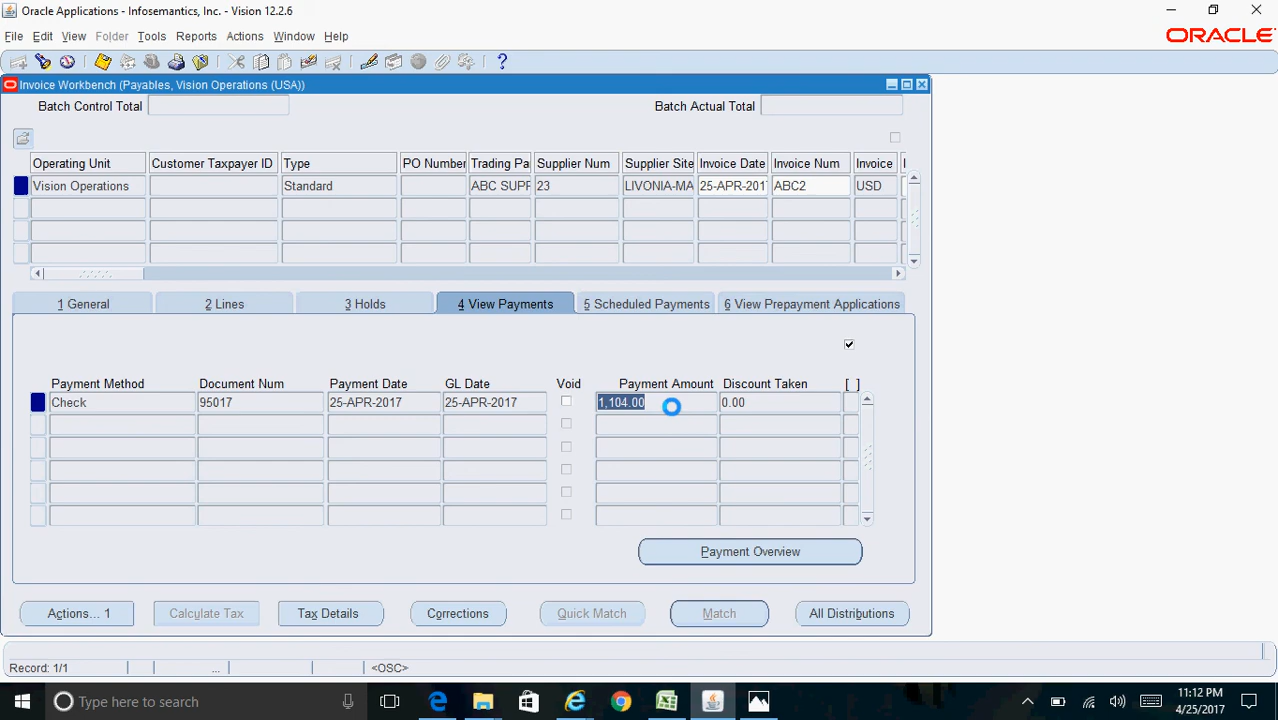 Oracle Applications - Infosemantics, Inc. - Vision 12.2.6
File Edit View Folder Tools Reports Actions Window Help
ORACLE
Invoice Workbench (Payables, Vision Operations (USA))
Batch Control Total Batch Actual Total
Operating Unit Customer Taxpayer ID Type PO Number Trading Pa Supplier Num Supplier Site Invoice Date Invoice Num Invoice
Vision Operations Standard ABC SUPF 23 LIVONIA-MA 25-APR-201 ABC2 USD
1 General 2 Lines 3 Holds 4 View Payments 5 Scheduled Payments 6 View Prepayment Applications
Payment Method Document Num Payment Date GL Date Void Payment Amount Discount Taken [ ]
Check 95017 25-APR-2017 25-APR-2017 1,104.00 0.00
Payment Overview
Actions... 1 Calculate Tax Tax Details Corrections Quick Match Match All Distributions
Record: 1/1 ... <OSC>
Type here to search
11:12 PM
4/25/2017